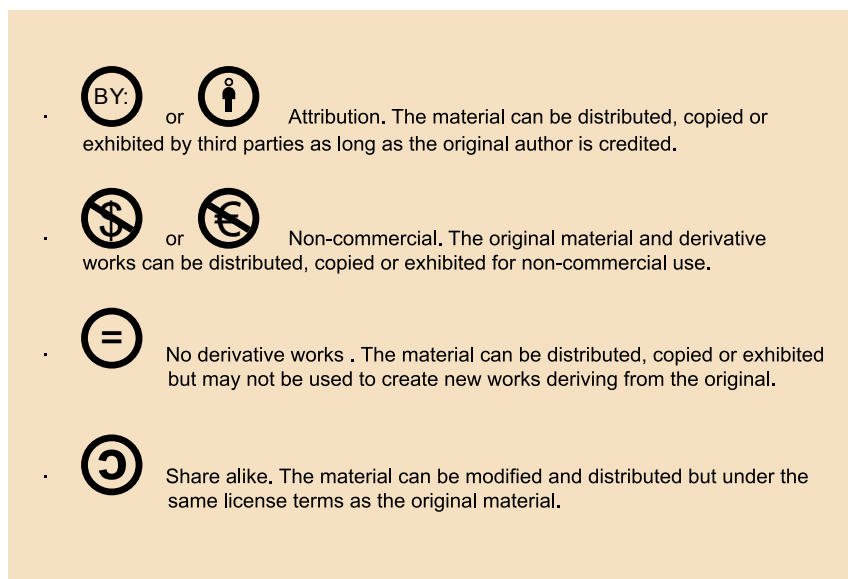 · BY: or Attribution. The material can be distributed, copied or
exhibited by third parties as long as the original author is credited.
· $ or € Non-commercial. The original material and derivative
works can be distributed, copied or exhibited for non-commercial use.
· = No derivative works . The material can be distributed, copied or exhibited
but may not be used to create new works deriving from the original.
· Share alike. The material can be modified and distributed but under the
same license terms as the original material.